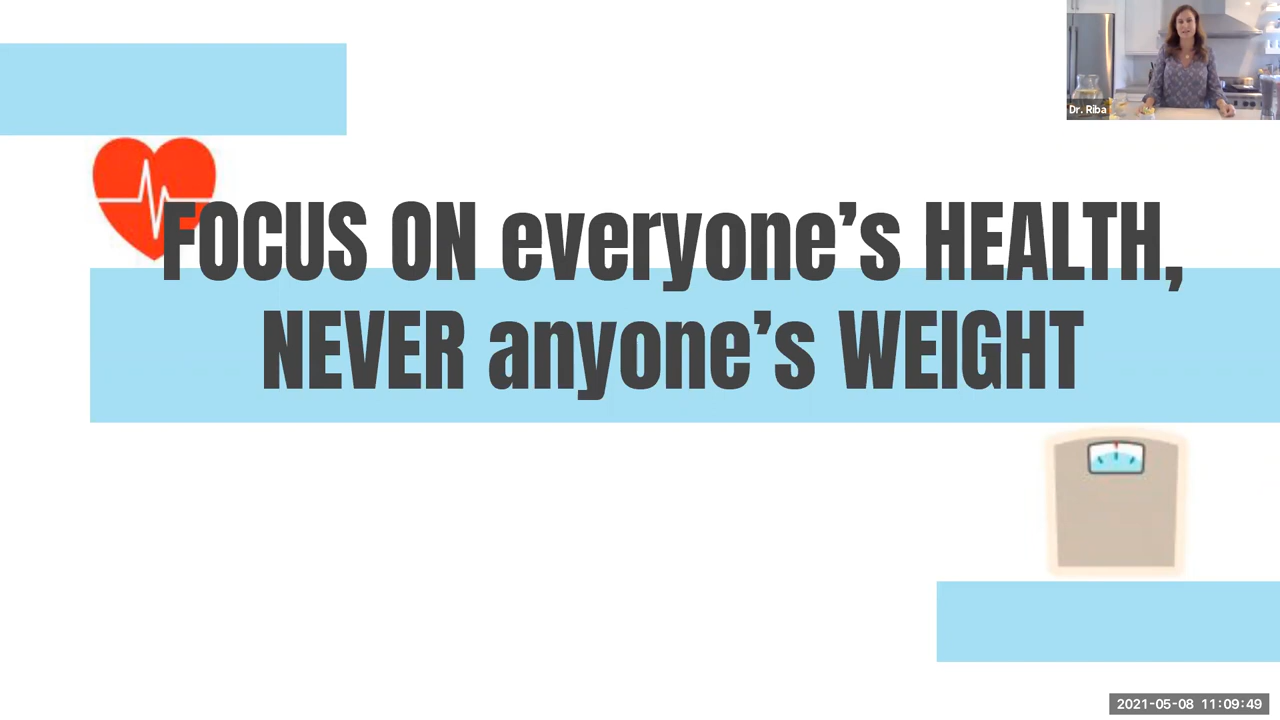 Dr. Riba
FOCUS ON everyone’s HEALTH,
NEVER anyone’s WEIGHT
2021-05-08 11:09:49